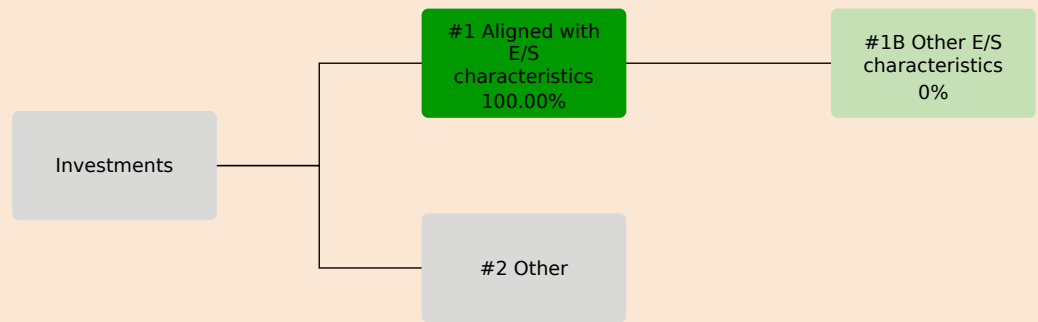 #1 Aligned with
E/S
characteristics
100.00%
#1B Other E/S
characteristics
0%
Investments
#2 Other